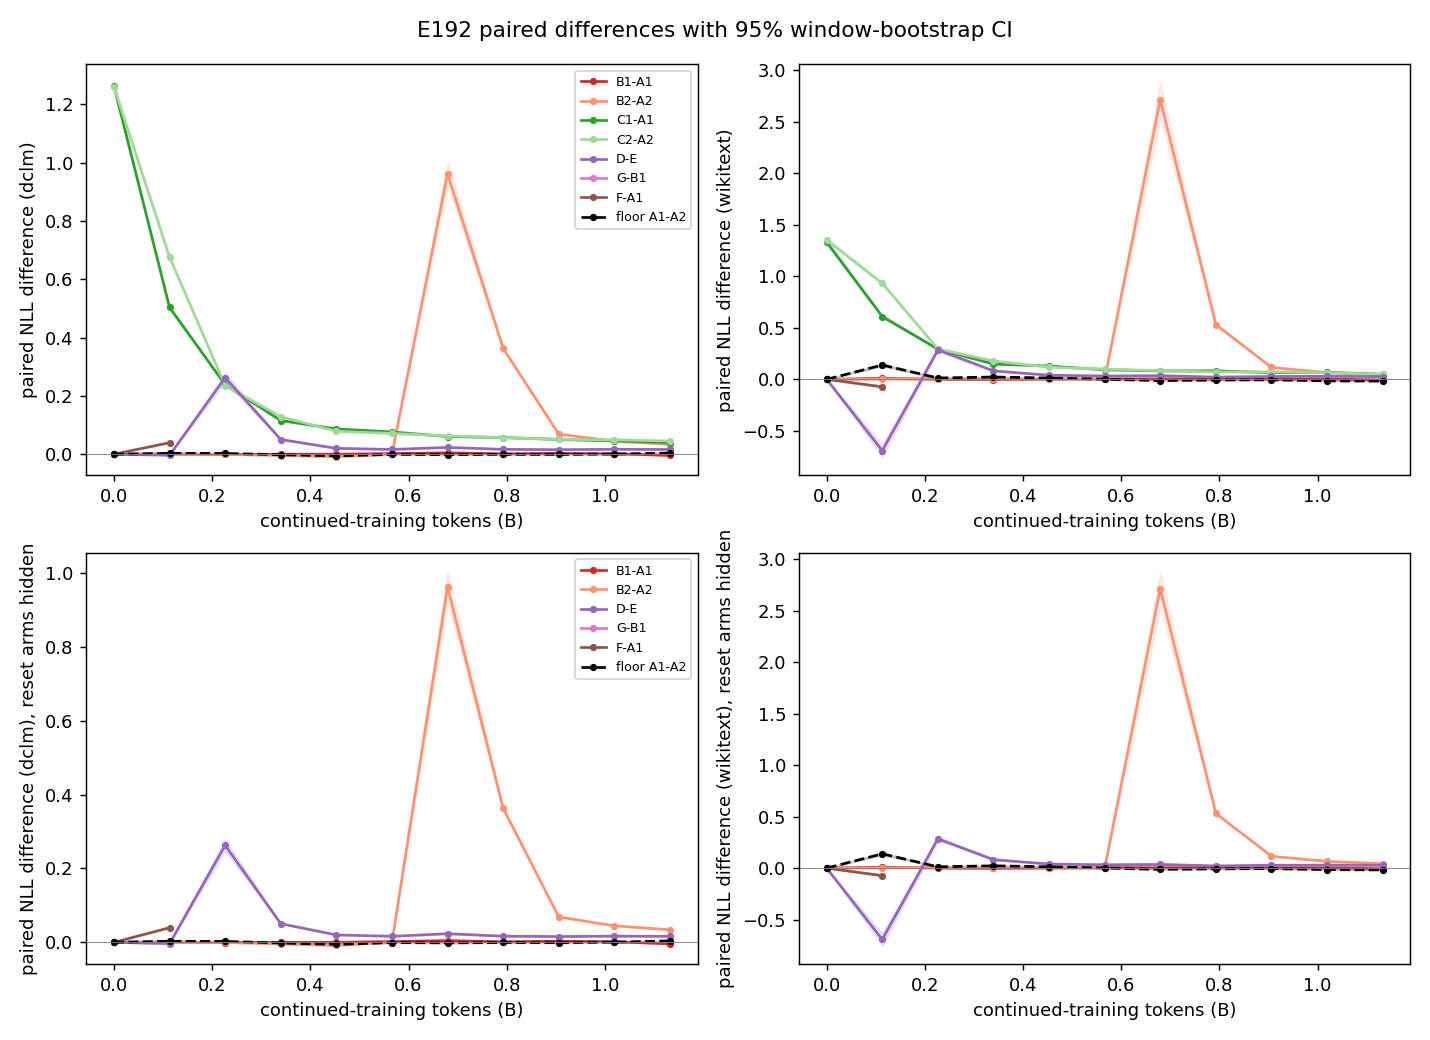 E192 paired differences with 95% window-bootstrap CI
paired NLL difference (dclm)
1.2
1.0
0.8
0.6
0.4
0.2
0.0
B1-A1
B2-A2
C1-A1
C2-A2
D-E
G-B1
F-A1
floor A1-A2
0.0 0.2 0.4 0.6 0.8 1.0
continued-training tokens (B)
paired NLL difference (wikitext)
3.0
2.5
2.0
1.5
1.0
0.5
0.0
−0.5
0.0 0.2 0.4 0.6 0.8 1.0
continued-training tokens (B)
paired NLL difference (dclm), reset arms hidden
1.0
0.8
0.6
0.4
0.2
0.0
B1-A1
B2-A2
D-E
G-B1
F-A1
floor A1-A2
0.0 0.2 0.4 0.6 0.8 1.0
continued-training tokens (B)
paired NLL difference (wikitext), reset arms hidden
3.0
2.5
2.0
1.5
1.0
0.5
0.0
−0.5
0.0 0.2 0.4 0.6 0.8 1.0
continued-training tokens (B)